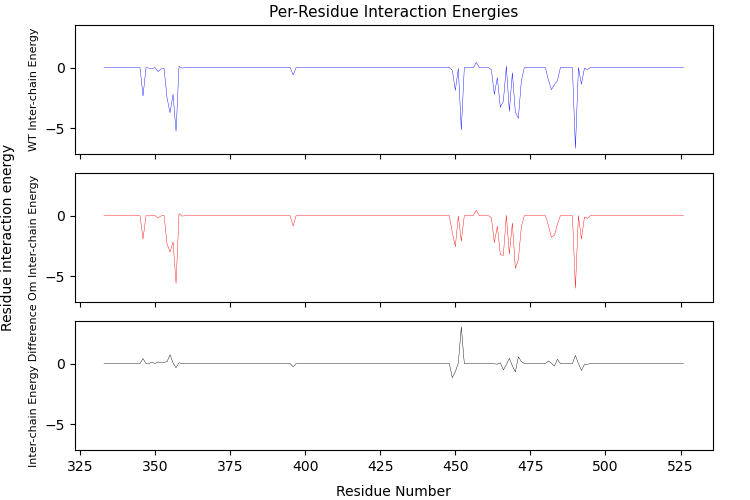 Per-Residue Interaction Energies
Residue interaction energy
WT Inter-chain Energy
0
−5
Om Inter-chain Energy
0
−5
Inter-chain Energy Difference
0
−5
325 350 375 400 425 450 475 500 525
Residue Number